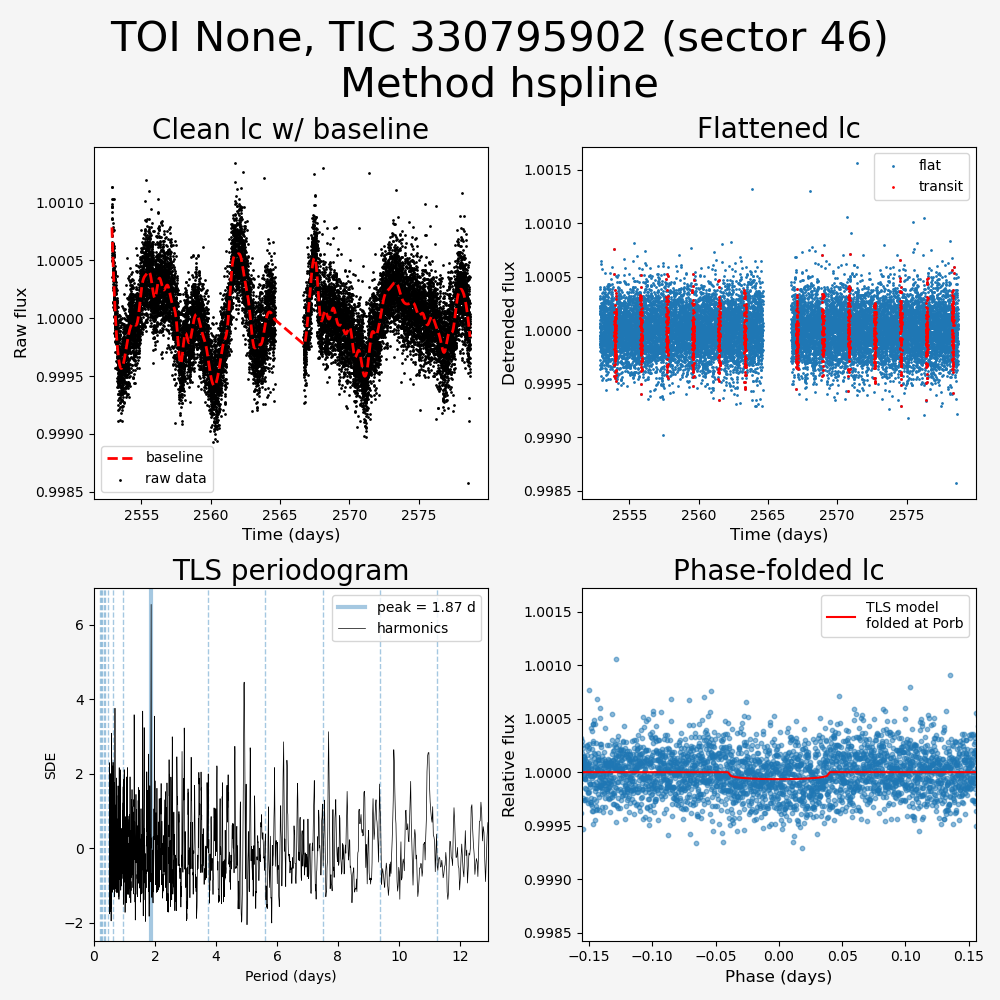 TOI None, TIC 330795902 (sector 46)
Method hspline
Clean lc w/ baseline
Raw flux
1.0010
1.0005
1.0000
0.9995
0.9990
0.9985
baseline
raw data
2555
2560
2565
2570
2575
Time (days)
Flattened lc
Detrended flux
1.0015
1.0010
1.0005
1.0000
0.9995
0.9990
0.9985
flat
transit
2555
2560
2565
2570
2575
Time (days)
TLS periodogram
SDE
6
4
2
0
−2
peak = 1.87 d
harmonics
0
2
4
6
8
10
12
Period (days)
Phase-folded lc
Relative flux
1.0015
1.0010
1.0005
1.0000
0.9995
0.9990
0.9985
TLS model
folded at Porb
−0.15
−0.10
−0.05
0.00
0.05
0.10
0.15
Phase (days)